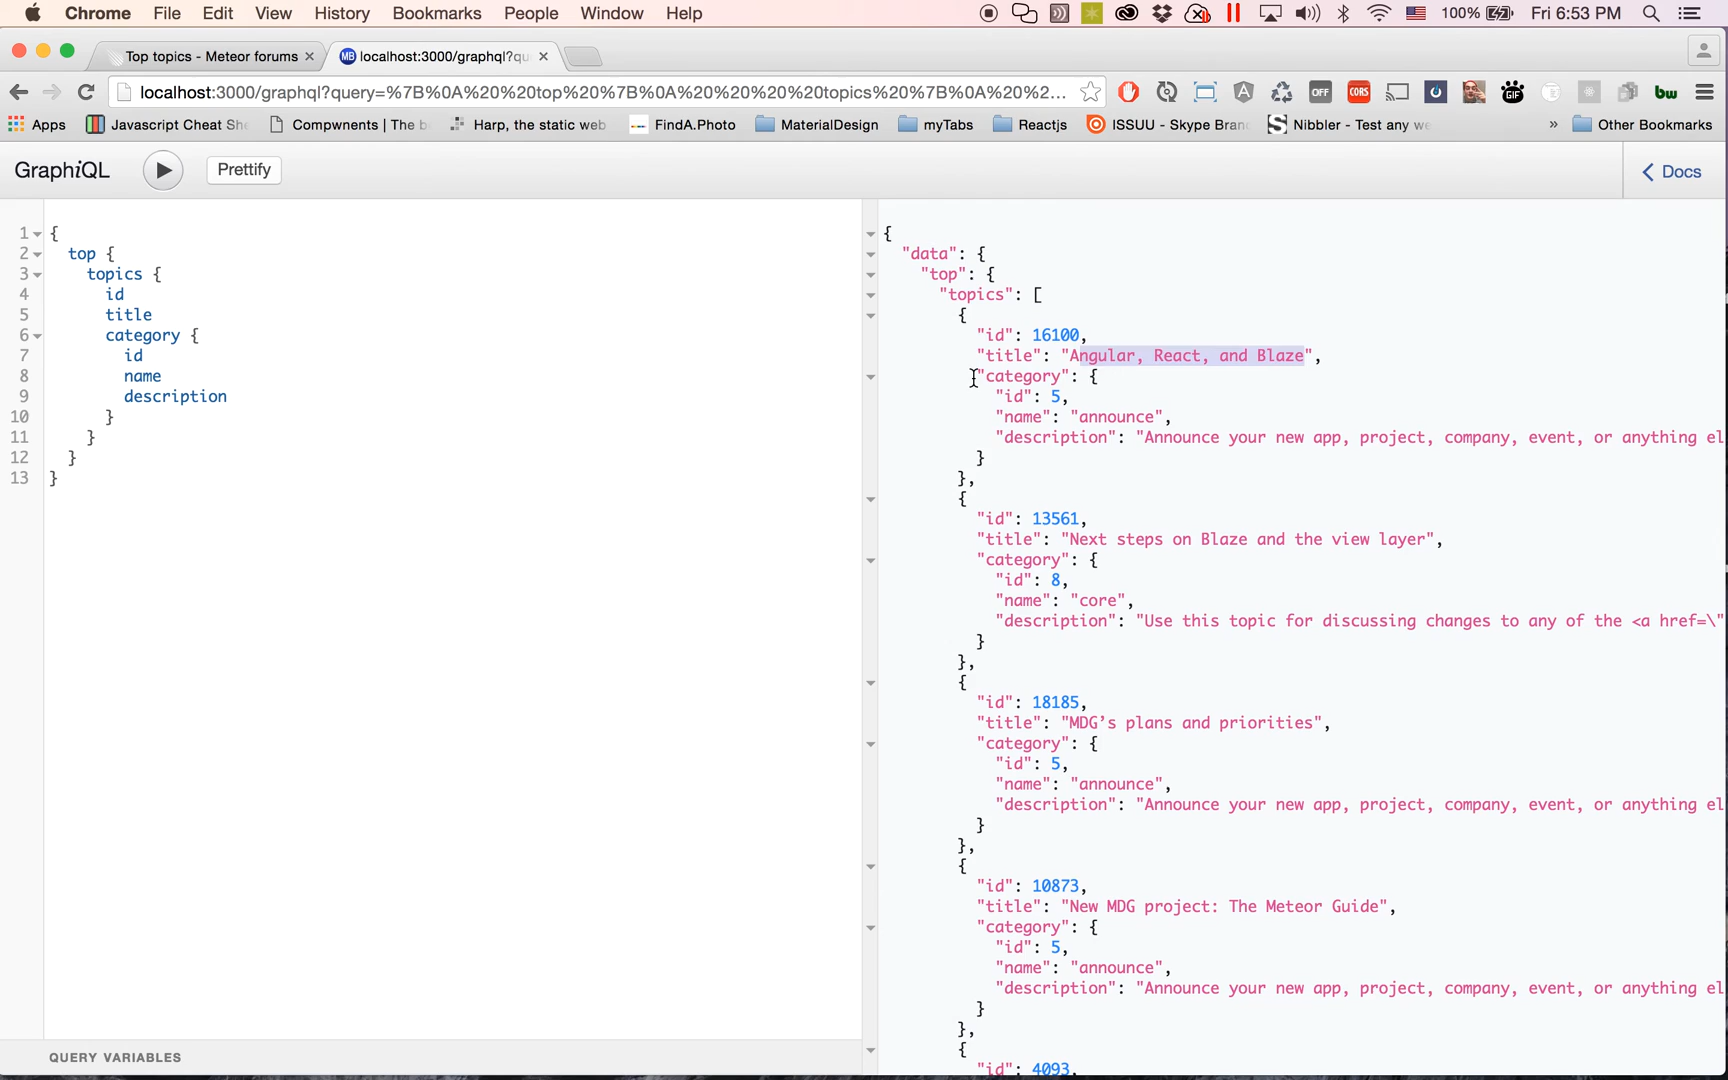 Chrome File Edit View History Bookmarks People Window Help 100% Fri 6:53 PM
Top topics - Meteor forums MB localhost:3000/graphql?qu
localhost:3000/graphql?query=%7B%0A%20%20top%20%7B%0A%20%20%20%20topics%20%7B%0A%20%20%2... OFF CORS GIF bw
Apps Javascript Cheat She Compwnents | The b Harp, the static web FindA.Photo MaterialDesign myTabs Reactjs ISSUU - Skype Bran Nibbler - Test any we » Other Bookmarks
GraphiQL Prettify Docs
1 {
2 top {
3 topics {
4 id
5 title
6 category {
7 id
8 name
9 description
10 }
11 }
12 }
13 }
QUERY VARIABLES
{
"data": {
"top": {
"topics": [
{
"id": 16100,
"title": "Angular, React, and Blaze",
"category": {
"id": 5,
"name": "announce",
"description": "Announce your new app, project, company, event, or anything el
}
},
{
"id": 13561,
"title": "Next steps on Blaze and the view layer",
"category": {
"id": 8,
"name": "core",
"description": "Use this topic for discussing changes to any of the <a href=\"
}
},
{
"id": 18185,
"title": "MDG’s plans and priorities",
"category": {
"id": 5,
"name": "announce",
"description": "Announce your new app, project, company, event, or anything el
}
},
{
"id": 10873,
"title": "New MDG project: The Meteor Guide",
"category": {
"id": 5,
"name": "announce",
"description": "Announce your new app, project, company, event, or anything el
}
},
{
"id": 4093,